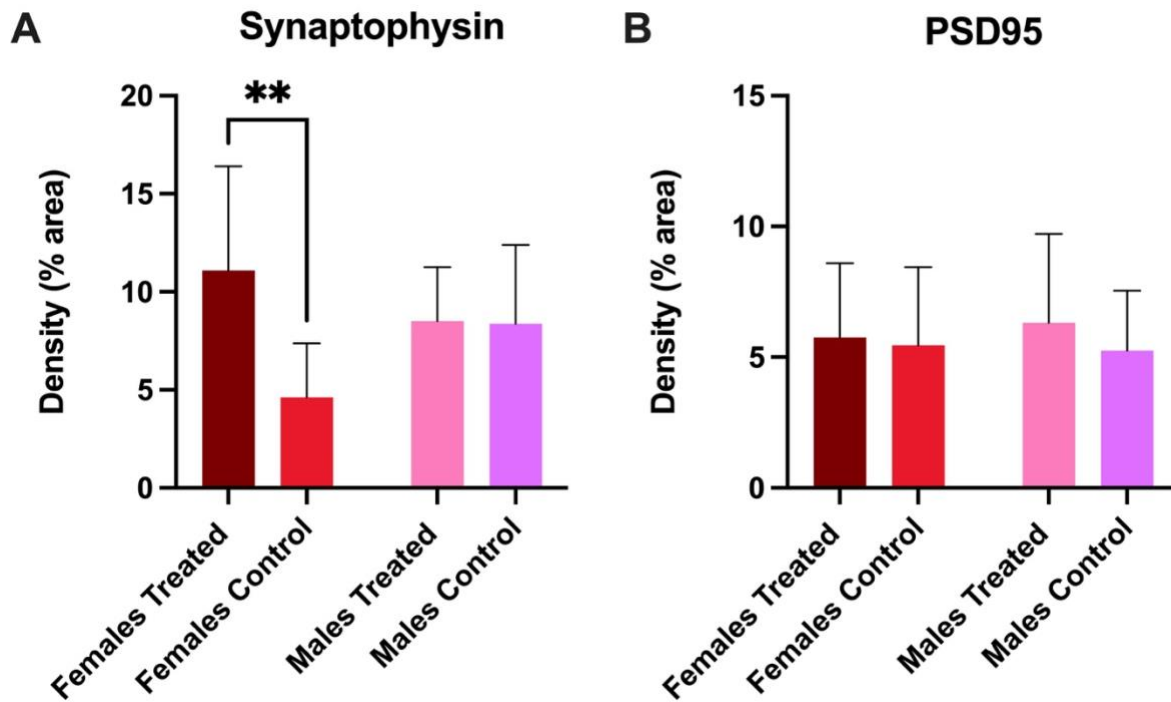 A
Synaptophysin
Density (% area)
20
15
10
5
0
**
Females Treated
Females Control
Males Treated
Males Control
B
PSD95
Density (% area)
15
10
5
0
Females Treated
Females Control
Males Treated
Males Control